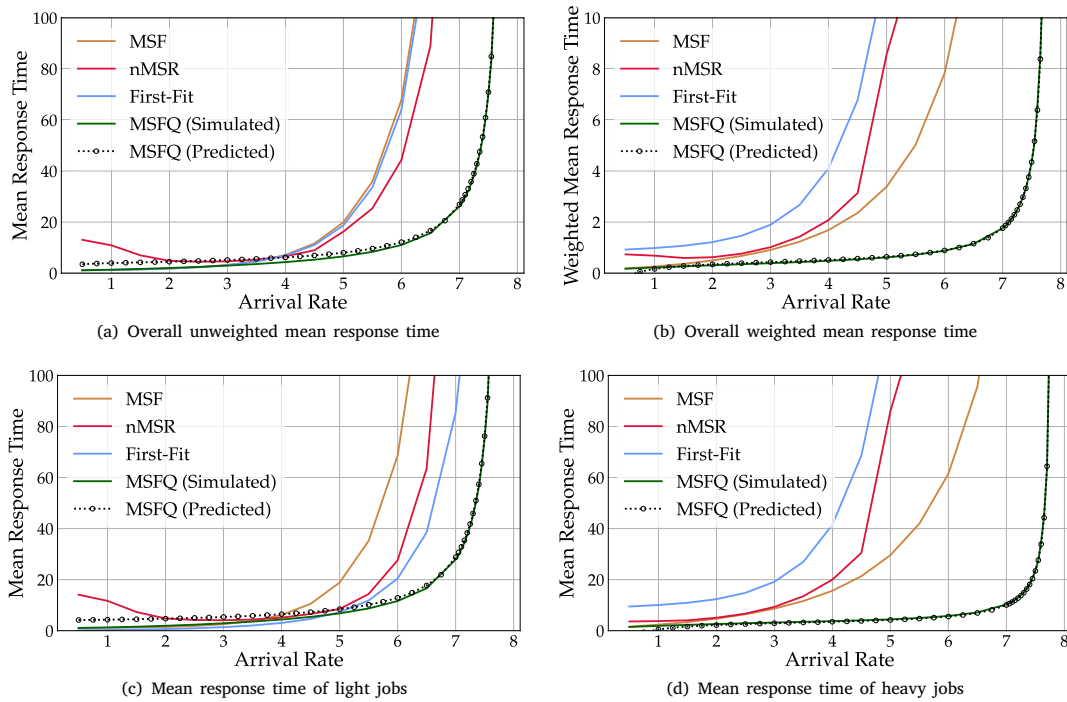 100
80
60
40
20
0
Mean Response Time
MSF
nMSR
First-Fit
MSFQ (Simulated)
MSFQ (Predicted)
1 2 3 4 5 6 7 8
Arrival Rate
(a) Overall unweighted mean response time
10
8
6
4
2
0
Weighted Mean Response Time
MSF
nMSR
First-Fit
MSFQ (Simulated)
MSFQ (Predicted)
1 2 3 4 5 6 7 8
Arrival Rate
(b) Overall weighted mean response time
100
80
60
40
20
0
Mean Response Time
MSF
nMSR
First-Fit
MSFQ (Simulated)
MSFQ (Predicted)
1 2 3 4 5 6 7 8
Arrival Rate
(c) Mean response time of light jobs
100
80
60
40
20
0
Mean Response Time
MSF
nMSR
First-Fit
MSFQ (Simulated)
MSFQ (Predicted)
1 2 3 4 5 6 7 8
Arrival Rate
(d) Mean response time of heavy jobs